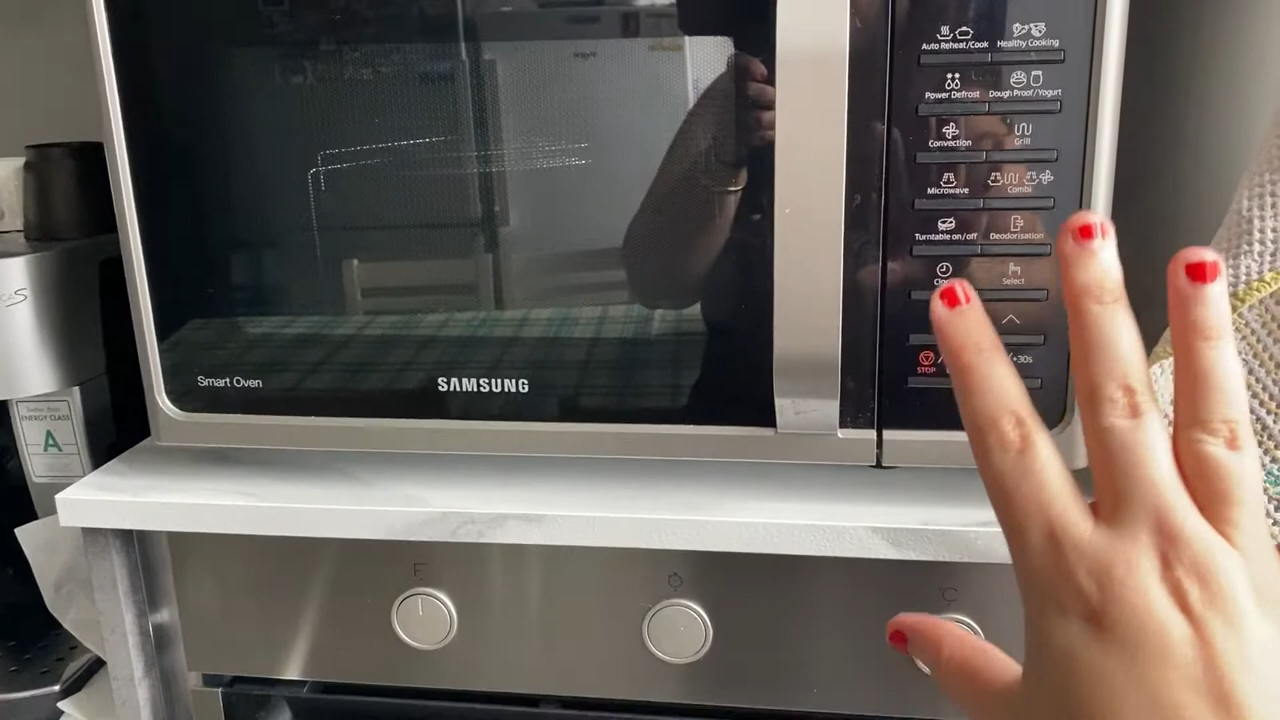 Auto Reheat/Cook
Healthy Cooking
Power Defrost
Dough Proof/Yogurt
Convection
Grill
Microwave
Combi
Turntable on/off
Deodorisation
Select
STOP
/+30s
Smart Oven
SAMSUNG
ENERGY CLASS
A
F
°C